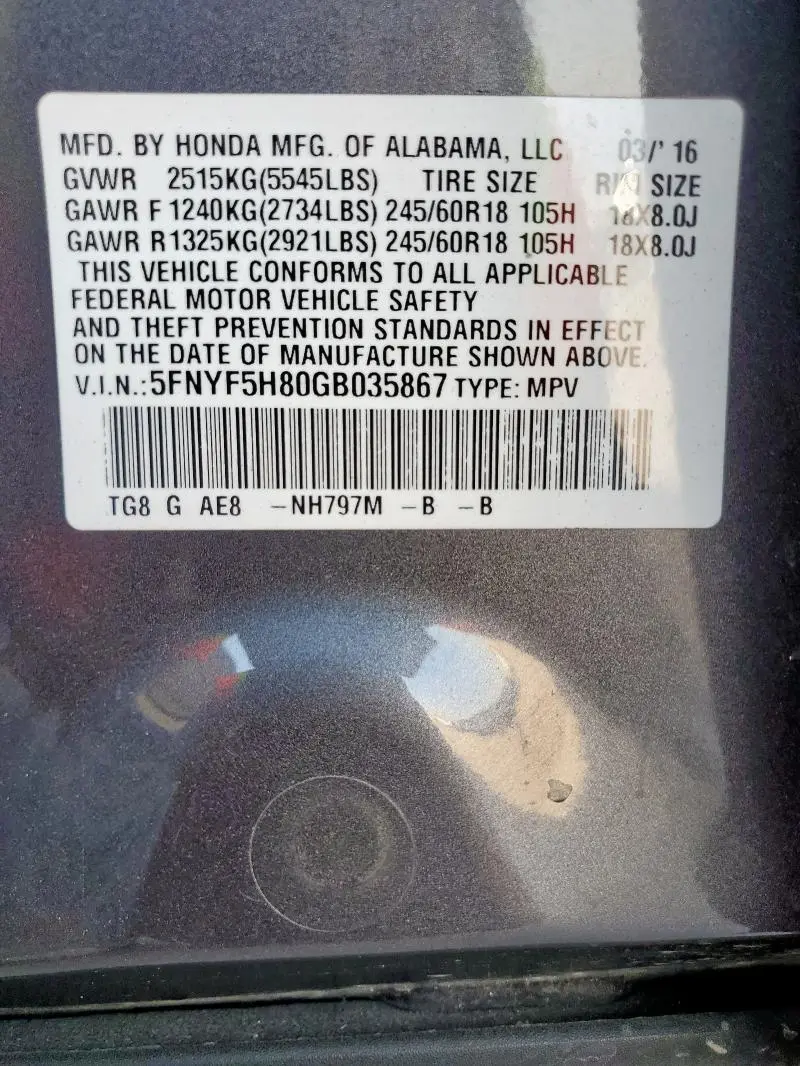 MFD. BY HONDA MFG. OF ALABAMA, LLC 03/' 16
GVWR 2515KG(5545LBS) TIRE SIZE RIM SIZE
GAWR F 1240KG(2734LBS) 245/60R18 105H 18X8.0J
GAWR R1325KG(2921LBS) 245/60R18 105H 18X8.0J
THIS VEHICLE CONFORMS TO ALL APPLICABLE
FEDERAL MOTOR VEHICLE SAFETY
AND THEFT PREVENTION STANDARDS IN EFFECT
ON THE DATE OF MANUFACTURE SHOWN ABOVE.
V.I.N.:5FNYF5H80GB035867 TYPE: MPV
TG8 G AE8 -NH797M -B -B